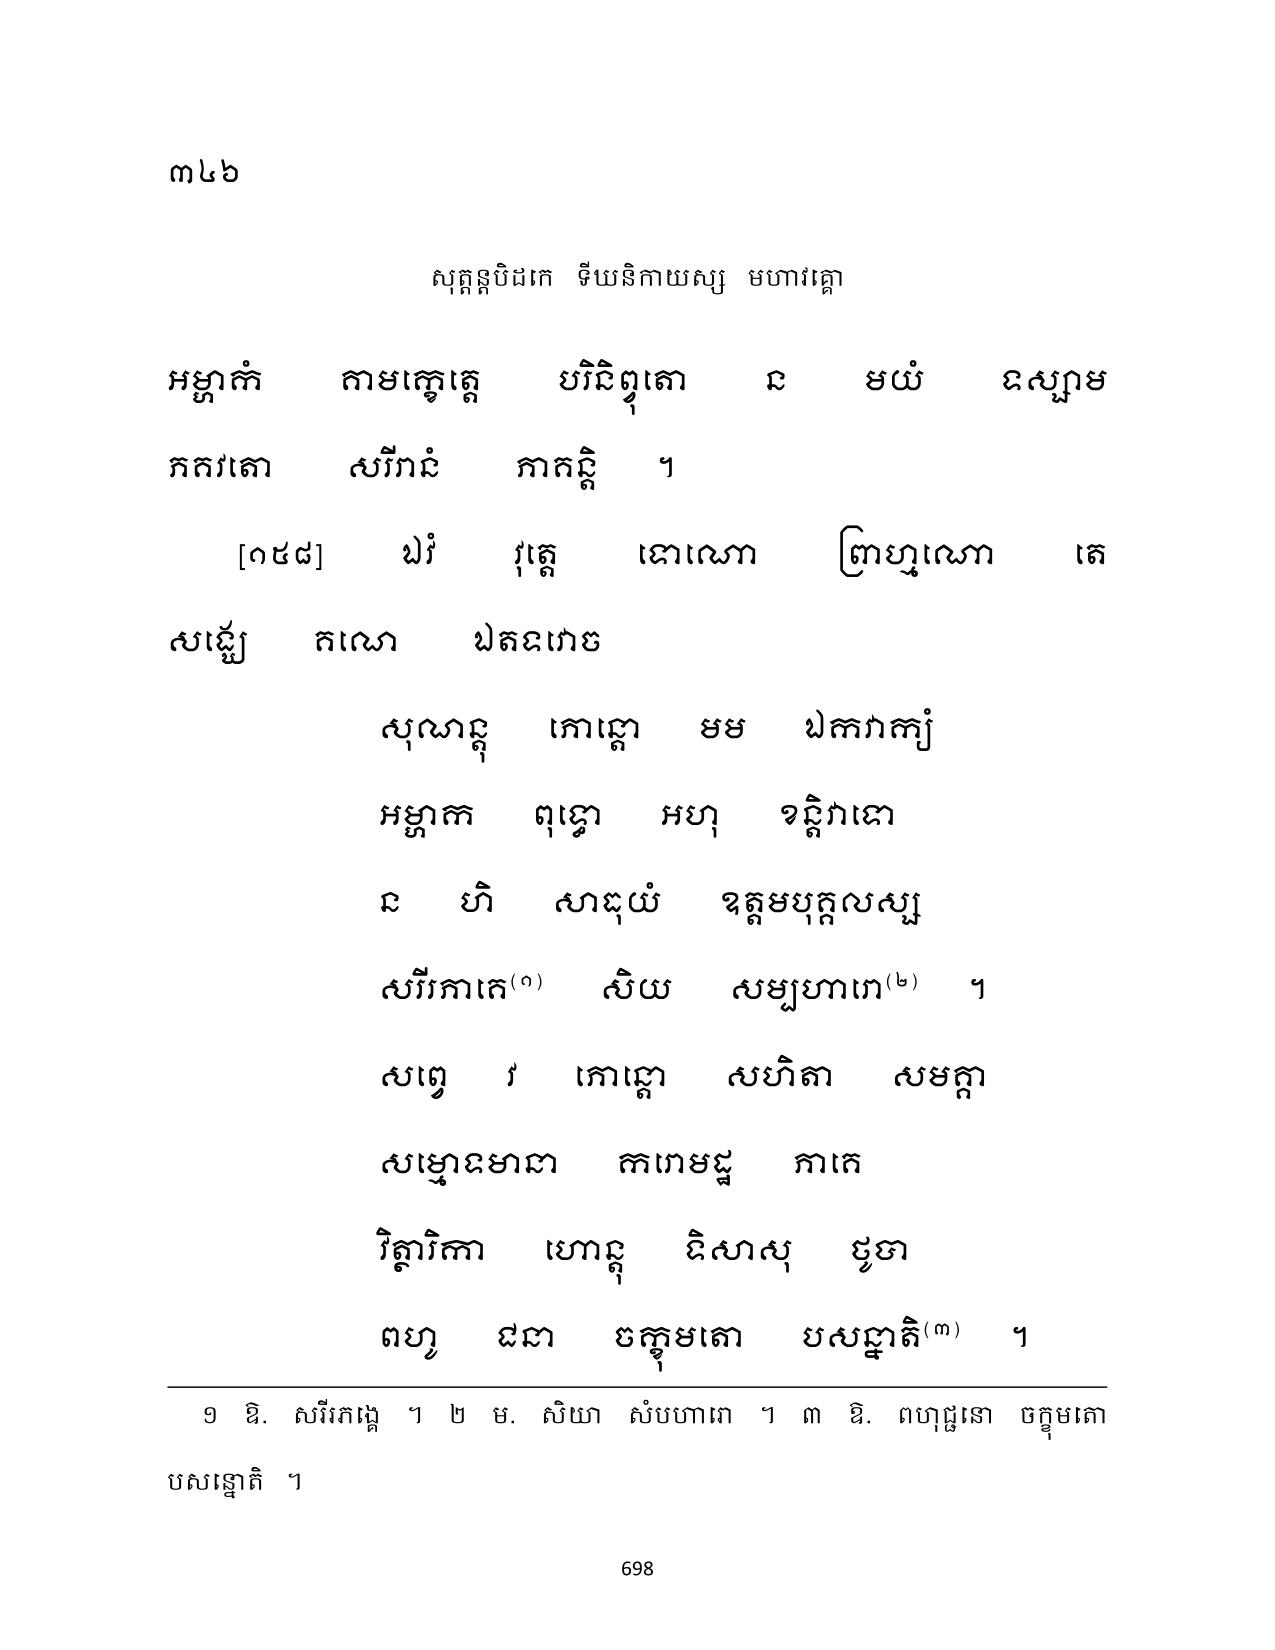 ៣៤៦
សុត្តន្តបិដកេ ទីឃនិកាយស្ស មហាវគ្គោ
អម្ហាកំ គាមក្ខេត្តេ បរិនិព្វុតោ ន មយំ ទស្សាម
ភគវតោ សរីរានំ ភាគន្តិ ។
[១៥៨] ឯវំ វុត្តេ ទោណោ ព្រាហ្មណោ តេ
សង្ឃេ គណេ ឯតទវោច
សុណន្តុ ភោន្តោ មម ឯកវាក្យំ
អម្ហាក ពុទ្ធោ អហុ ខន្តិវាទោ
ន ហិ សាធុយំ ឧត្តមបុគ្គលស្ស
សរីរភាគេ(១) សិយ សម្បហារោ(២) ។
សព្វេ វ ភោន្តោ សហិតា សមគ្គា
សម្មោទមានា ករោមដ្ឋ ភាគេ
វិត្ថារិកា ហោន្តុ ទិសាសុ ថូបា
ពហូ ជនា ចក្ខុមតោ បសន្នាតិ(៣) ។
១ ឱ. សរីរភង្គេ ។ ២ ម. សិយា សំបហារោ ។ ៣ ឱ. ពហុជ្ជនោ ចក្ខុមតោ
បសន្នោតិ ។
698